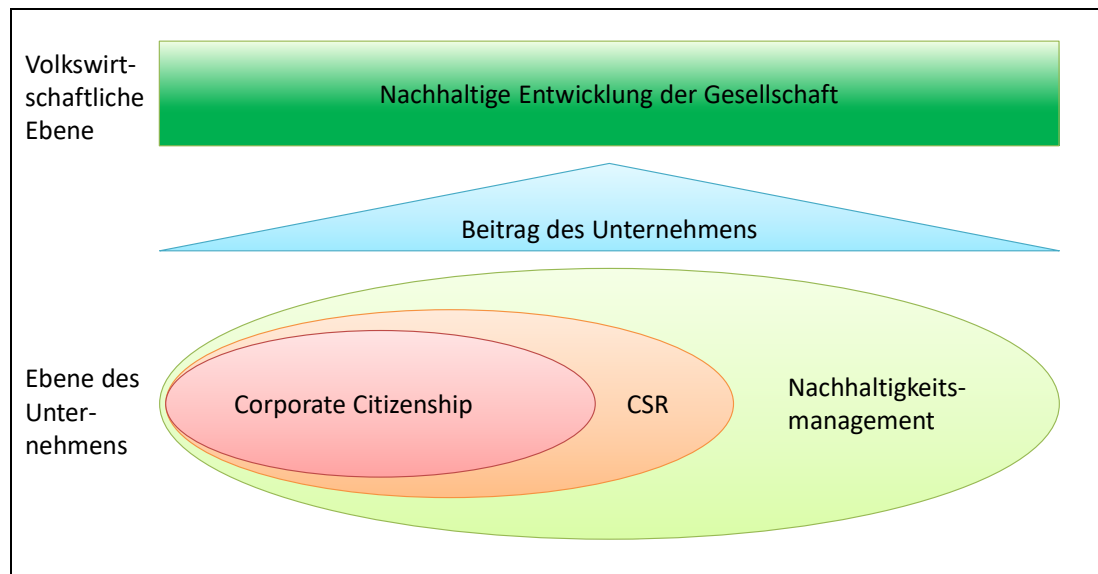 Volkswirt-
schaftliche
Ebene
Nachhaltige Entwicklung der Gesellschaft
Beitrag des Unternehmens
Ebene des
Unter-
nehmens
Corporate Citizenship
CSR
Nachhaltigkeits-
management